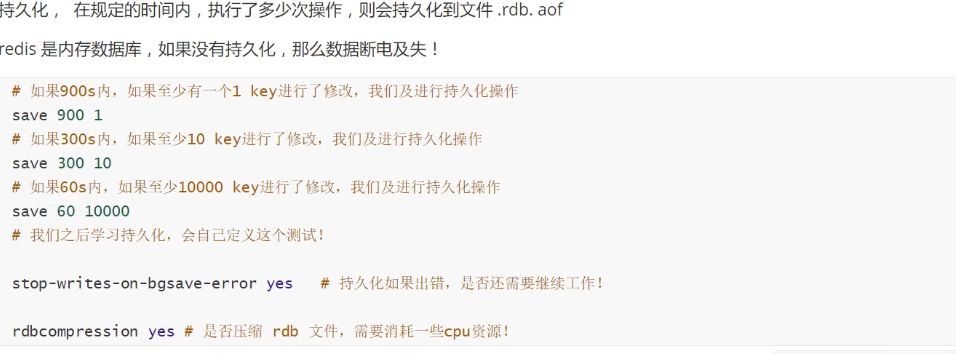 持久化， 在规定的时间内，执行了多少次操作，则会持久化到文件 .rdb. aof
redis 是内存数据库，如果没有持久化，那么数据断电及失！
# 如果900s内，如果至少有一个1 key进行了修改，我们及进行持久化操作
save 900 1
# 如果300s内，如果至少10 key进行了修改，我们及进行持久化操作
save 300 10
# 如果60s内，如果至少10000 key进行了修改，我们及进行持久化操作
save 60 10000
# 我们之后学习持久化，会自己定义这个测试！
stop-writes-on-bgsave-error yes   # 持久化如果出错，是否还需要继续工作！
rdbcompression yes # 是否压缩 rdb 文件，需要消耗一些cpu资源！